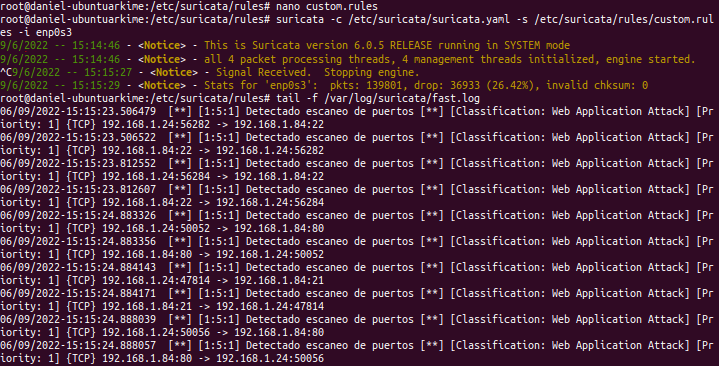 root@daniel-ubuntuarkime:/etc/suricata/rules# nano custom.rules
root@daniel-ubuntuarkime:/etc/suricata/rules# suricata -c /etc/suricata/suricata.yaml -s /etc/suricata/rules/custom.rul
es -i enp0s3
9/6/2022 -- 15:14:46 - <Notice> - This is Suricata version 6.0.5 RELEASE running in SYSTEM mode
9/6/2022 -- 15:14:46 - <Notice> - all 4 packet processing threads, 4 management threads initialized, engine started.
^C9/6/2022 -- 15:15:27 - <Notice> - Signal Received.  Stopping engine.
9/6/2022 -- 15:15:29 - <Notice> - Stats for 'enp0s3':  pkts: 139801, drop: 36933 (26.42%), invalid chksum: 0
root@daniel-ubuntuarkime:/etc/suricata/rules# tail -f /var/log/suricata/fast.log
06/09/2022-15:15:23.506479  [**] [1:5:1] Detectado escaneo de puertos [**] [Classification: Web Application Attack] [Pr
iority: 1] {TCP} 192.168.1.24:56282 -> 192.168.1.84:22
06/09/2022-15:15:23.506522  [**] [1:5:1] Detectado escaneo de puertos [**] [Classification: Web Application Attack] [Pr
iority: 1] {TCP} 192.168.1.84:22 -> 192.168.1.24:56282
06/09/2022-15:15:23.812552  [**] [1:5:1] Detectado escaneo de puertos [**] [Classification: Web Application Attack] [Pr
iority: 1] {TCP} 192.168.1.24:56284 -> 192.168.1.84:22
06/09/2022-15:15:23.812607  [**] [1:5:1] Detectado escaneo de puertos [**] [Classification: Web Application Attack] [Pr
iority: 1] {TCP} 192.168.1.84:22 -> 192.168.1.24:56284
06/09/2022-15:15:24.883326  [**] [1:5:1] Detectado escaneo de puertos [**] [Classification: Web Application Attack] [Pr
iority: 1] {TCP} 192.168.1.24:50052 -> 192.168.1.84:80
06/09/2022-15:15:24.883356  [**] [1:5:1] Detectado escaneo de puertos [**] [Classification: Web Application Attack] [Pr
iority: 1] {TCP} 192.168.1.84:80 -> 192.168.1.24:50052
06/09/2022-15:15:24.884143  [**] [1:5:1] Detectado escaneo de puertos [**] [Classification: Web Application Attack] [Pr
iority: 1] {TCP} 192.168.1.24:47814 -> 192.168.1.84:21
06/09/2022-15:15:24.884171  [**] [1:5:1] Detectado escaneo de puertos [**] [Classification: Web Application Attack] [Pr
iority: 1] {TCP} 192.168.1.84:21 -> 192.168.1.24:47814
06/09/2022-15:15:24.888039  [**] [1:5:1] Detectado escaneo de puertos [**] [Classification: Web Application Attack] [Pr
iority: 1] {TCP} 192.168.1.24:50056 -> 192.168.1.84:80
06/09/2022-15:15:24.888057  [**] [1:5:1] Detectado escaneo de puertos [**] [Classification: Web Application Attack] [Pr
iority: 1] {TCP} 192.168.1.84:80 -> 192.168.1.24:50056